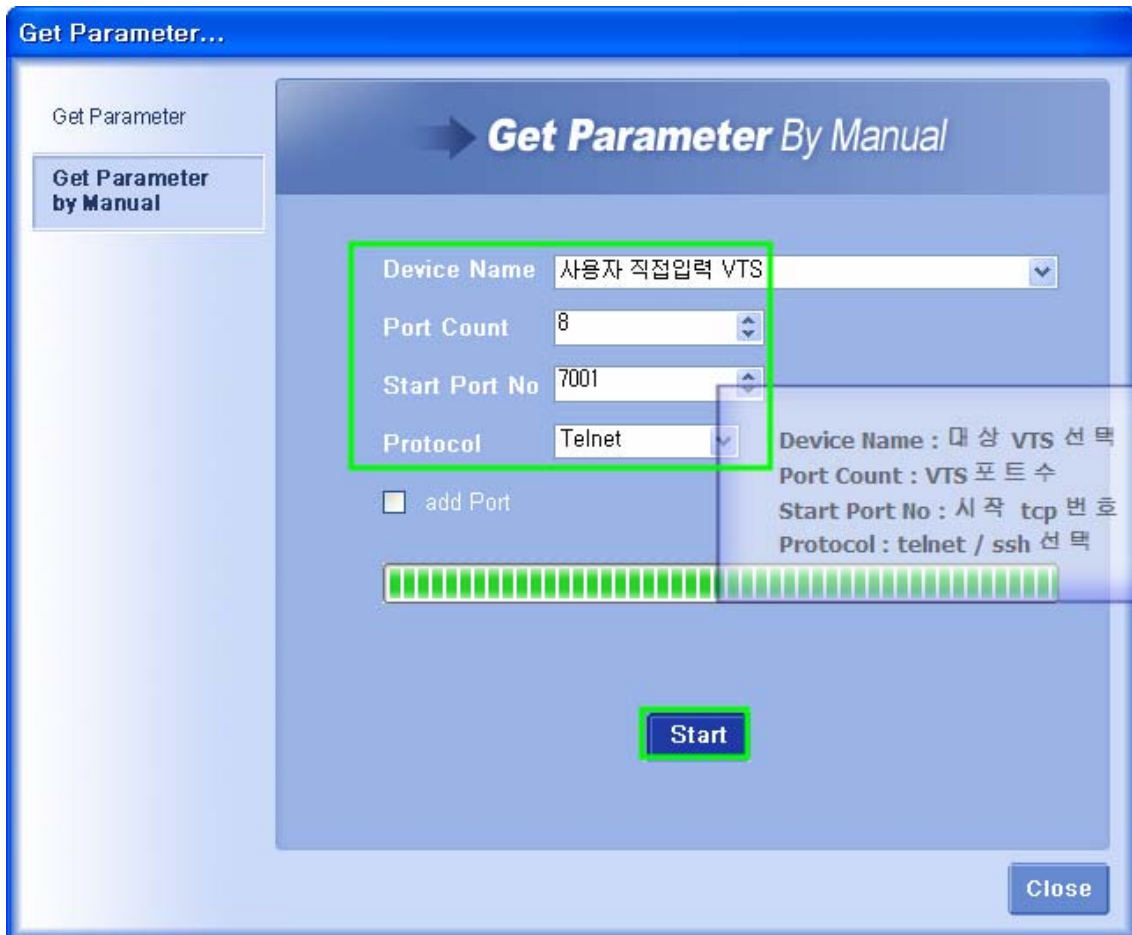 Get Parameter...
Get Parameter
Get Parameter
by Manual
Get Parameter By Manual
Device Name 사용자 직접입력 VTS
Port Count 8
Start Port No 7001
Protocol Telnet
add Port
Device Name : 대상 VTS 선택
Port Count : VTS 포트수
Start Port No : 시작 tcp 번호
Protocol : telnet / ssh 선택
Start
Close